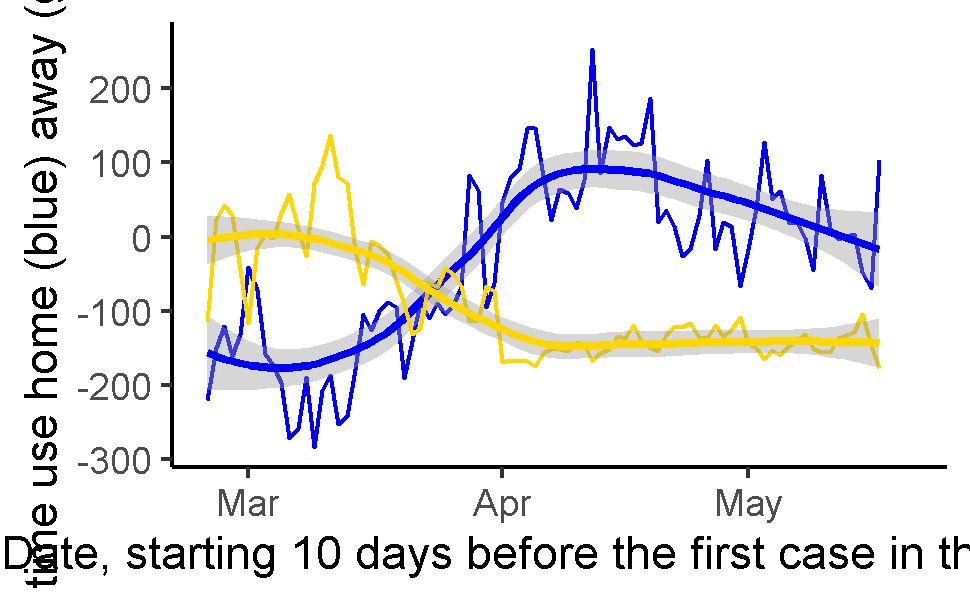 time use home (blue) away (
200
100
0
-100
-200
-300
Mar Apr May
Date, starting 10 days before the first case in th